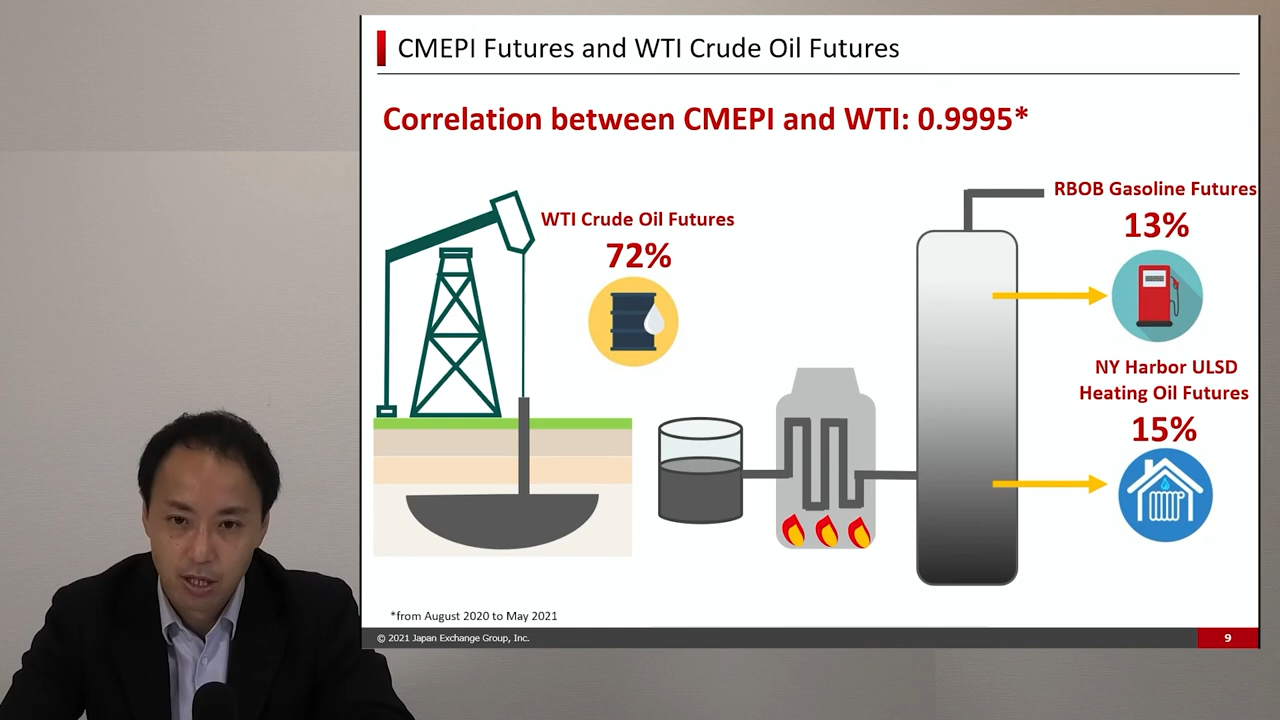 CMEPI Futures and WTI Crude Oil Futures
Correlation between CMEPI and WTI: 0.9995*
WTI Crude Oil Futures
72%
RBOB Gasoline Futures
13%
NY Harbor ULSD
Heating Oil Futures
15%
*from August 2020 to May 2021
© 2021 Japan Exchange Group, Inc.
9